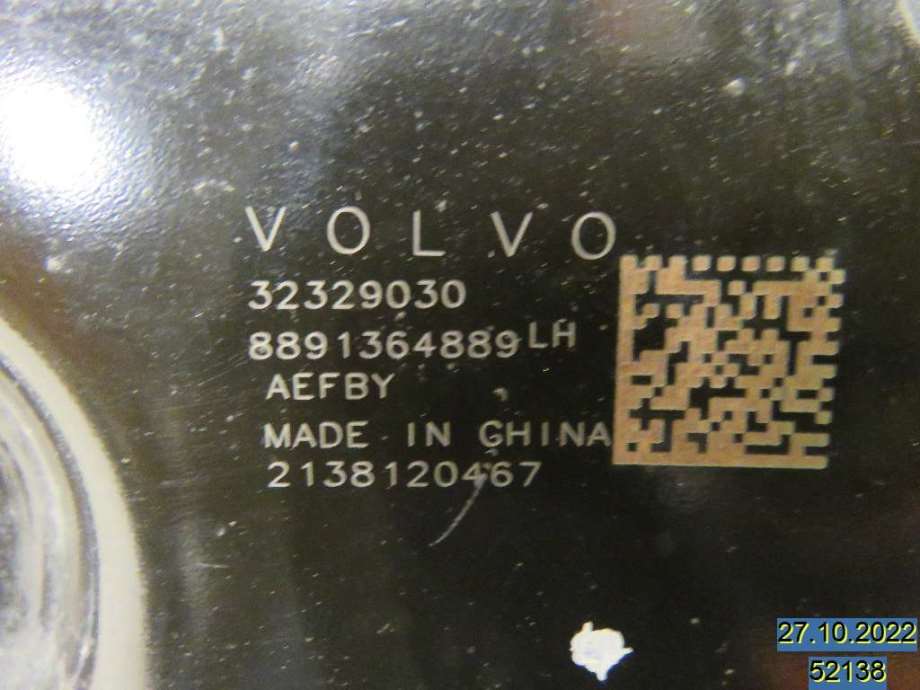 VOLVO
32329030
8891364889LH
AEFBY
MADE IN CHINA
2138120467
27.10.2022
52138